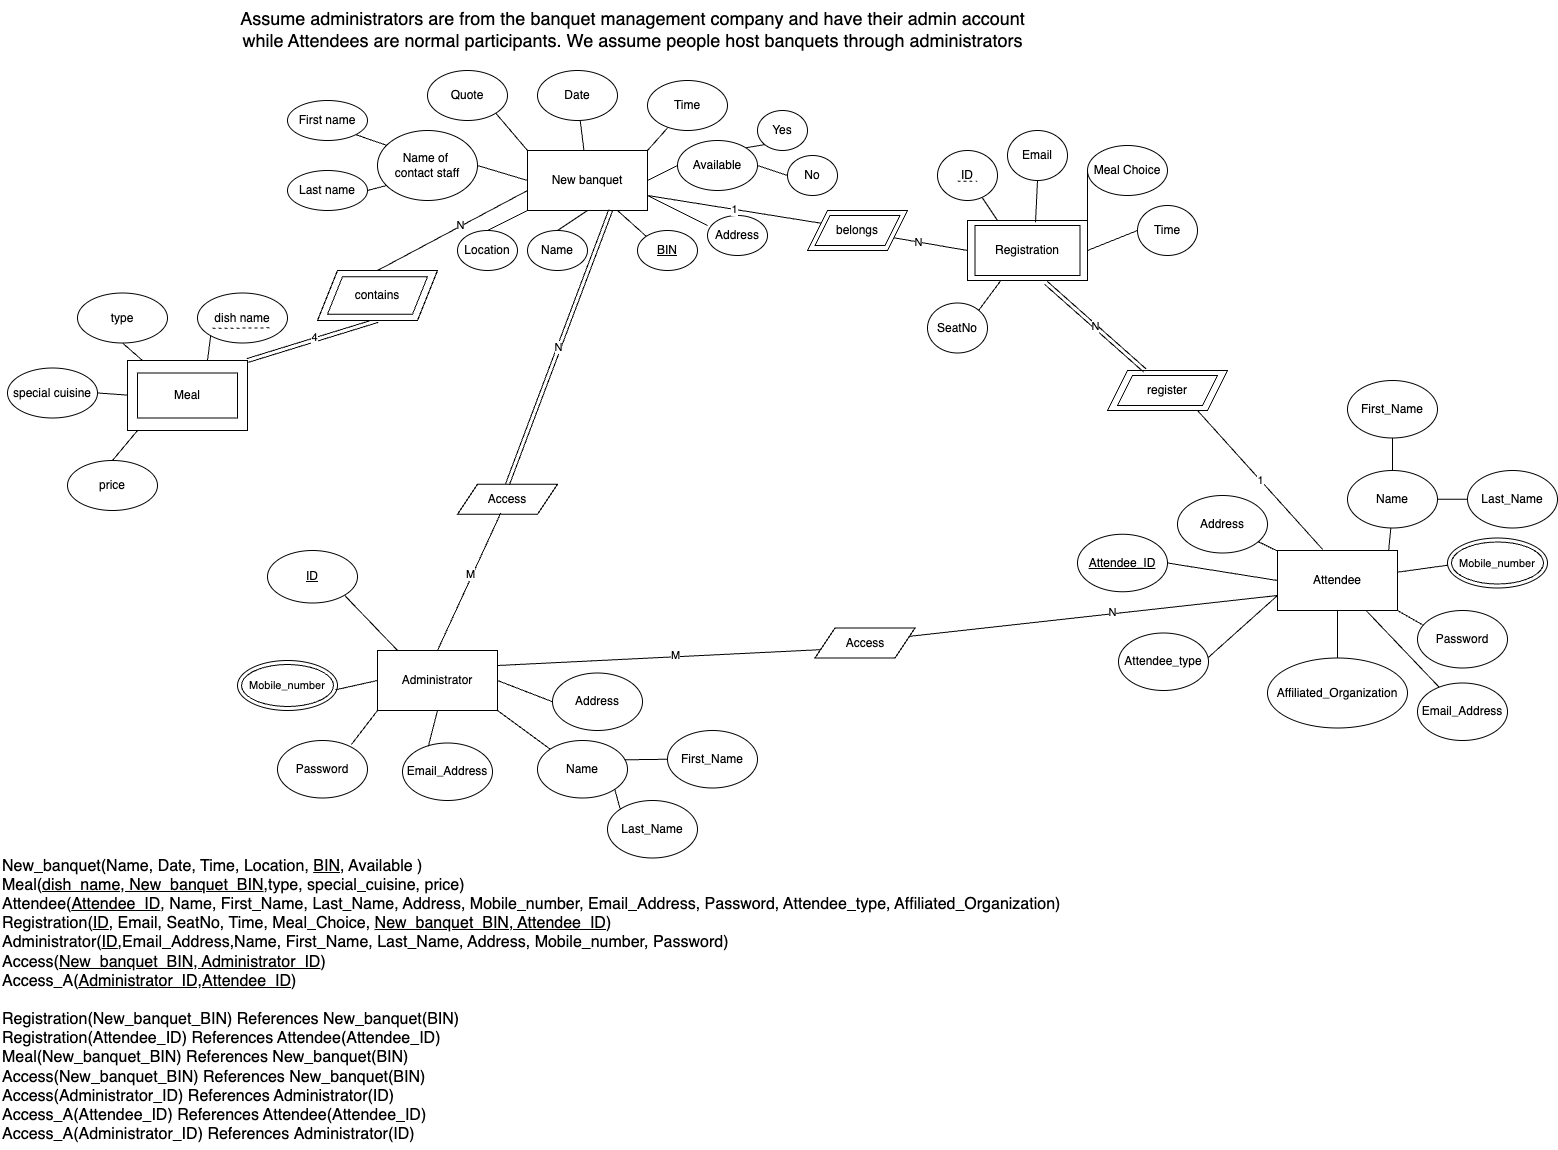 Assume administrators are from the banquet management company and have their admin account
while Attendees are normal participants. We assume people host banquets through administrators
Quote
Date
Time
First name
Yes
Name of
contact staff
Available
No
Last name
New banquet
ID
Email
Meal Choice
1
N
Location
Name
BIN
Address
belongs
N
Registration
Time
contains
type
dish name
4
SeatNo
N
N
special cuisine
Meal
register
First_Name
price
1
Access
Name
Last_Name
Address
ID
M
Attendee_ID
Attendee
Mobile_number
N
Access
Password
M
Attendee_type
Mobile_number
Administrator
Address
Affiliated_Organization
Email_Address
Password
Email_Address
Name
First_Name
Last_Name
New_banquet(Name, Date, Time, Location, BIN, Available )
Meal(dish_name, New_banquet_BIN,type, special_cuisine, price)
Attendee(Attendee_ID, Name, First_Name, Last_Name, Address, Mobile_number, Email_Address, Password, Attendee_type, Affiliated_Organization)
Registration(ID, Email, SeatNo, Time, Meal_Choice, New_banquet_BIN, Attendee_ID)
Administrator(ID,Email_Address,Name, First_Name, Last_Name, Address, Mobile_number, Password)
Access(New_banquet_BIN, Administrator_ID)
Access_A(Administrator_ID,Attendee_ID)
Registration(New_banquet_BIN) References New_banquet(BIN)
Registration(Attendee_ID) References Attendee(Attendee_ID)
Meal(New_banquet_BIN) References New_banquet(BIN)
Access(New_banquet_BIN) References New_banquet(BIN)
Access(Administrator_ID) References Administrator(ID)
Access_A(Attendee_ID) References Attendee(Attendee_ID)
Access_A(Administrator_ID) References Administrator(ID)